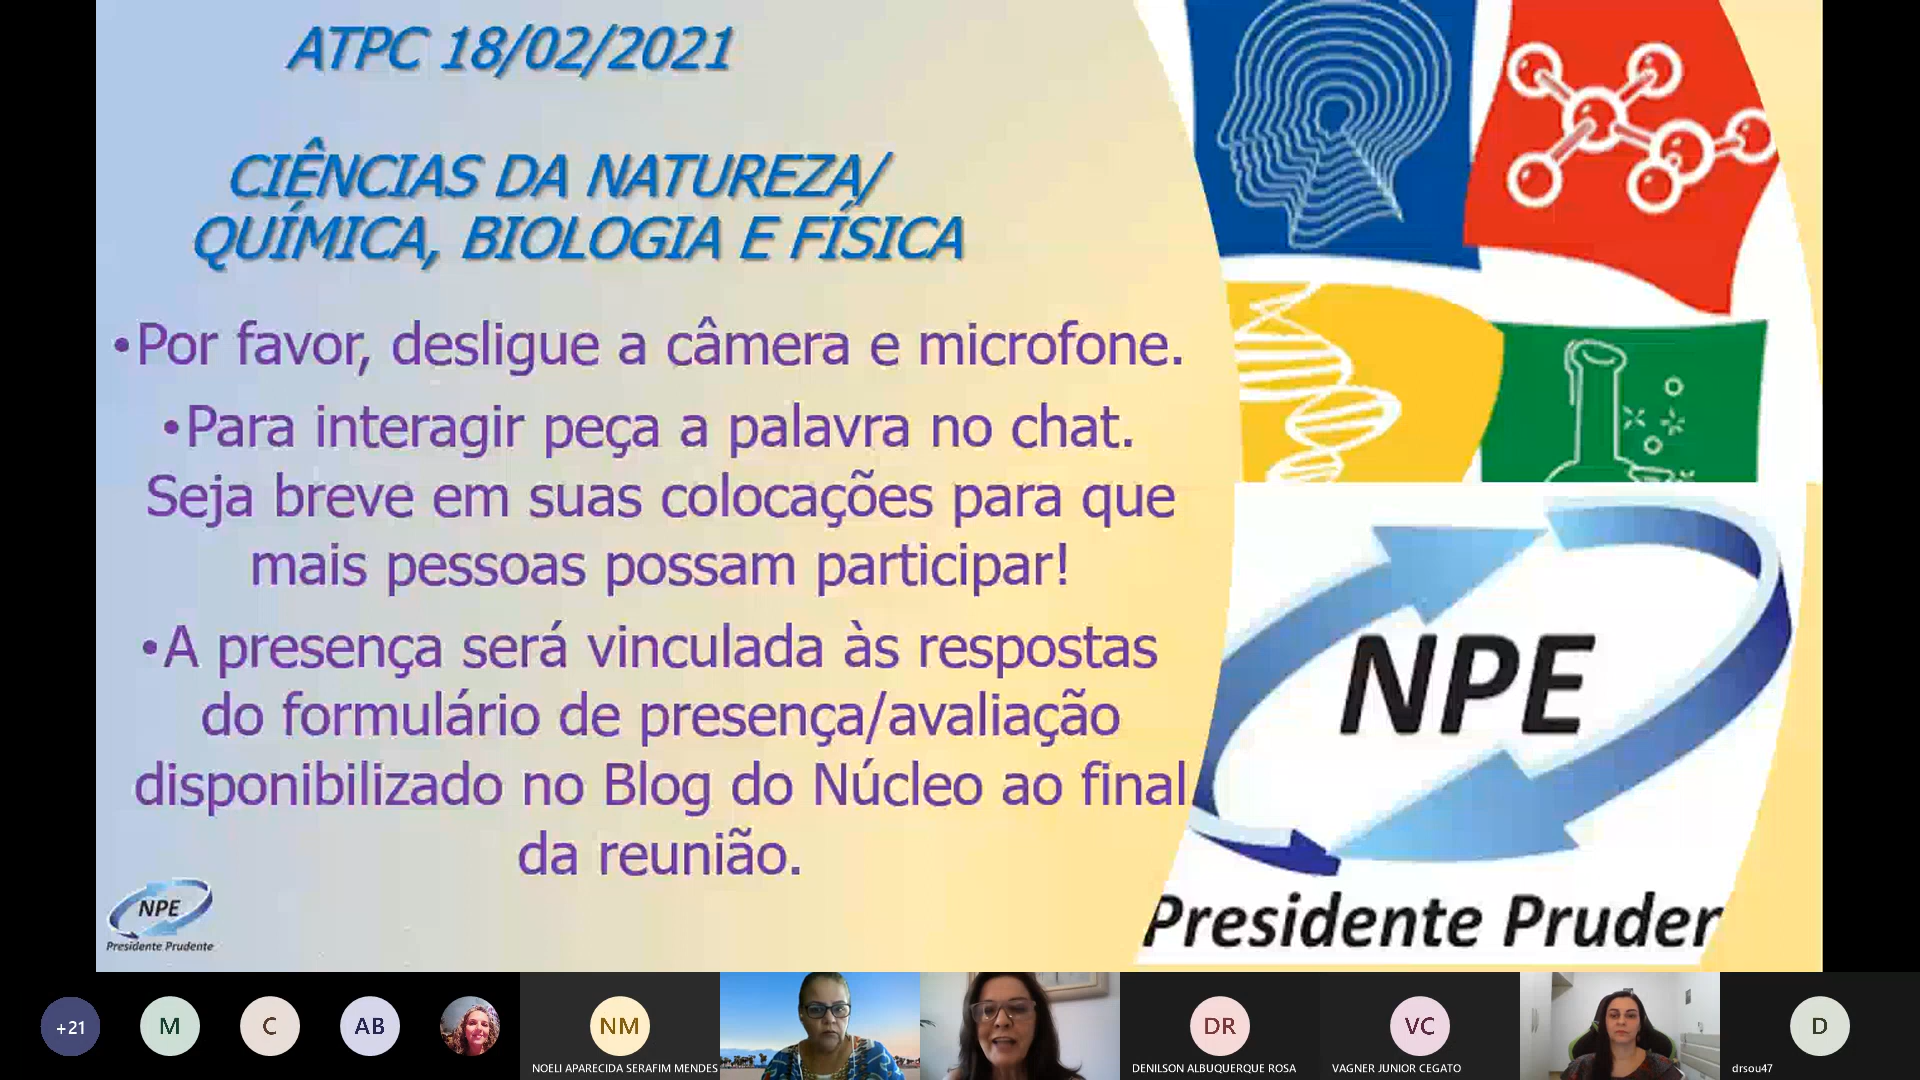 ATPC 18/02/2021
CIÊNCIAS DA NATUREZA/
QUÍMICA, BIOLOGIA E FÍSICA
•Por favor, desligue a câmera e microfone.
•Para interagir peça a palavra no chat.
Seja breve em suas colocações para que
mais pessoas possam participar!
•A presença será vinculada às respostas
do formulário de presença/avaliação
disponibilizado no Blog do Núcleo ao final
da reunião.
NPE
Presidente Pruden
NPE
Presidente Prudente
+21
M
C
AB
NM
NOELI APARECIDA SERAFIM MENDES
DR
DENILSON ALBUQUERQUE ROSA
VC
VAGNER JUNIOR CEGATO
D
drsou47